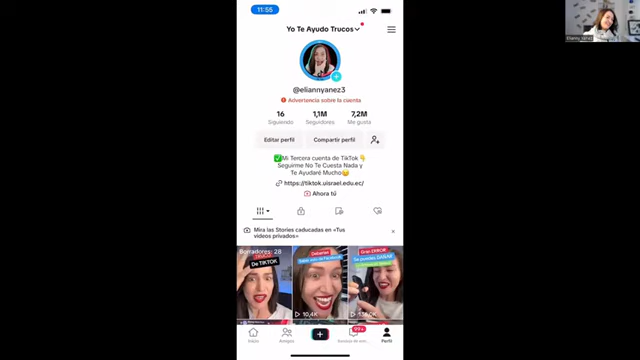 11:55
Yo Te Ayudo Trucos
@eliannyanez3
Advertencia sobre la cuenta
16
1,1M
7,2M
Siguiendo
Seguidores
Me gusta
Editar perfil
Compartir perfil
Mi Tercera cuenta de TikTok
Seguirme No Te Cuesta Nada y
Te Ayudaré Mucho
https://tiktok.uisrael.edu.ec/
Ahora tú
Mira las Stories caducadas en «Tus
vídeos privados»
Borradores: 28
De TIKTOK
10,4K
Gran ERROR
99+
Inicio
Amigos
Perfil